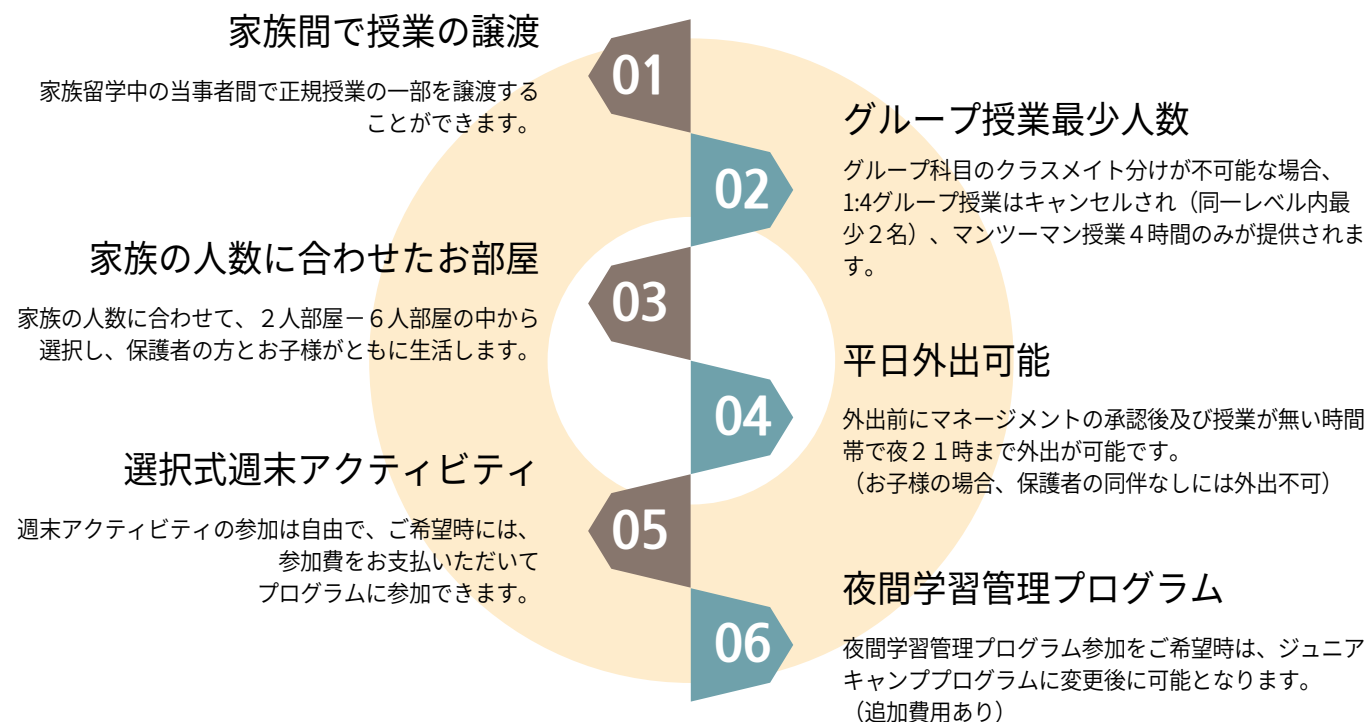 家族間で授業の譲渡
家族留学中の当事者間で正規授業の一部を譲渡する
ことができます。
01
グループ授業最少人数
グループ科目のクラスメイト分けが不可能な場合、
1:4グループ授業はキャンセルされ（同一レベル内最
少２名）、マンツーマン授業４時間のみが提供されま
す。
02
家族の人数に合わせたお部屋
家族の人数に合わせて、２人部屋－６人部屋の中から
選択し、保護者の方とお子様がともに生活します。
03
平日外出可能
外出前にマネージメントの承認後及び授業が無い時間
帯で夜２１時まで外出が可能です。
（お子様の場合、保護者の同伴なしには外出不可）
04
選択式週末アクティビティ
週末アクティビティの参加は自由で、ご希望時には、
参加費をお支払いただいて
プログラムに参加できます。
05
夜間学習管理プログラム
夜間学習管理プログラム参加をご希望時は、ジュニア
キャンププログラムに変更後に可能となります。
（追加費用あり）
06